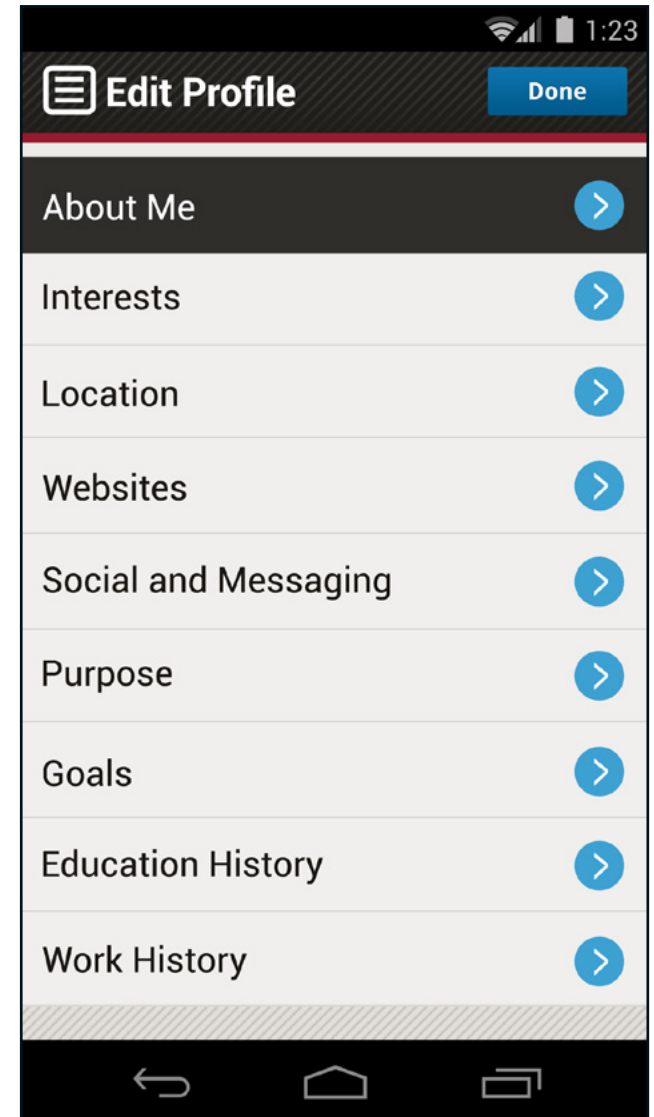 1:23
Edit Profile
Done
About Me
Interests
Location
Websites
Social and Messaging
Purpose
Goals
Education History
Work History